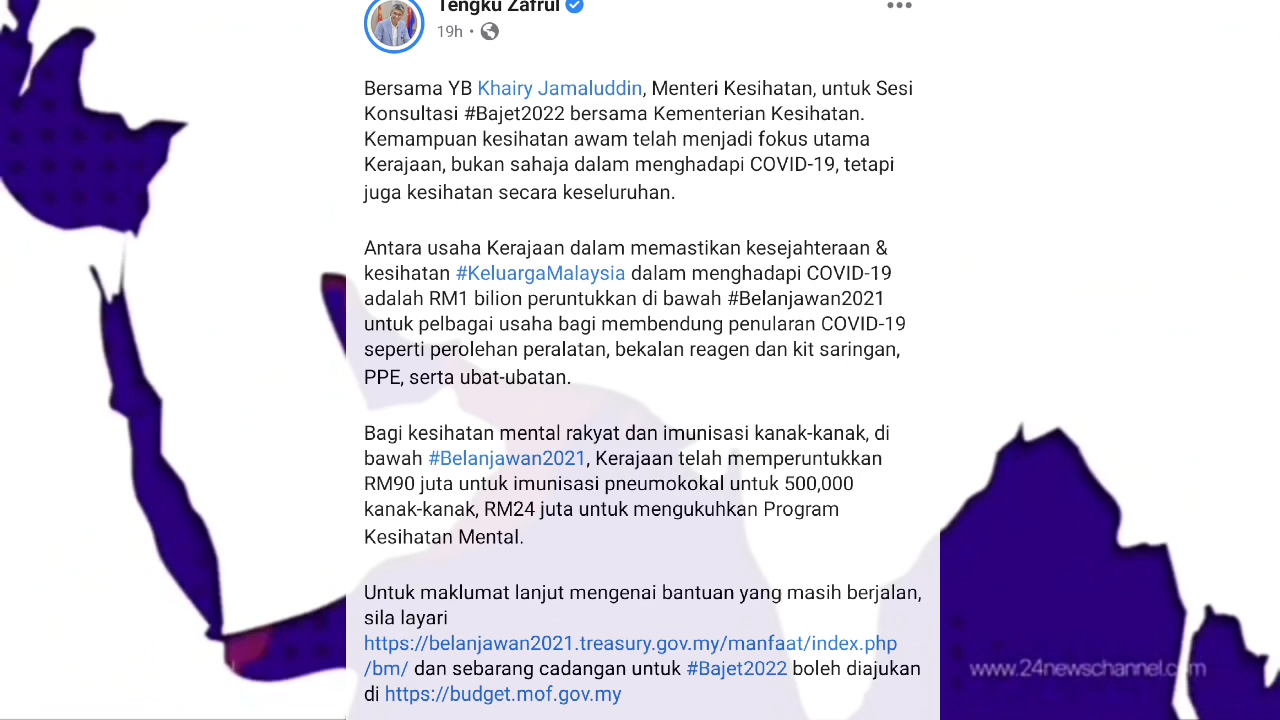 Tengku Zafrul
19h
Bersama YB Khairy Jamaluddin, Menteri Kesihatan, untuk Sesi
Konsultasi #Bajet2022 bersama Kementerian Kesihatan.
Kemampuan kesihatan awam telah menjadi fokus utama
Kerajaan, bukan sahaja dalam menghadapi COVID-19, tetapi
juga kesihatan secara keseluruhan.
Antara usaha Kerajaan dalam memastikan kesejahteraan &
kesihatan #KeluargaMalaysia dalam menghadapi COVID-19
adalah RM1 bilion peruntukkan di bawah #Belanjawan2021
untuk pelbagai usaha bagi membendung penularan COVID-19
seperti perolehan peralatan, bekalan reagen dan kit saringan,
PPE, serta ubat-ubatan.
Bagi kesihatan mental rakyat dan imunisasi kanak-kanak, di
bawah #Belanjawan2021, Kerajaan telah memperuntukkan
RM90 juta untuk imunisasi pneumokokal untuk 500,000
kanak-kanak, RM24 juta untuk mengukuhkan Program
Kesihatan Mental.
Untuk maklumat lanjut mengenai bantuan yang masih berjalan,
sila layari
https://belanjawan2021.treasury.gov.my/manfaat/index.php
/bm/ dan sebarang cadangan untuk #Bajet2022 boleh diajukan
di https://budget.mof.gov.my
www.24newschannel.com